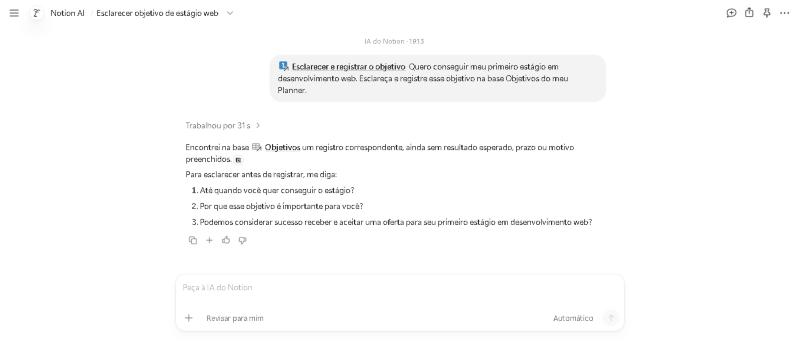 Notion AI / Esclarecer objetivo de estágio web
IA do Notion · 19:13
Esclarecer e registrar o objetivo Quero conseguir meu primeiro estágio em
desenvolvimento web. Esclareça e registre esse objetivo na base Objetivos do meu
Planner.
Trabalhou por 31s
Encontrei na base Objetivos um registro correspondente, ainda sem resultado esperado, prazo ou motivo
preenchidos.
Para esclarecer antes de registrar, me diga:
1. Até quando você quer conseguir o estágio?
2. Por que esse objetivo é importante para você?
3. Podemos considerar sucesso receber e aceitar uma oferta para seu primeiro estágio em desenvolvimento web?
Peça à IA do Notion
Revisar para mim
Automático